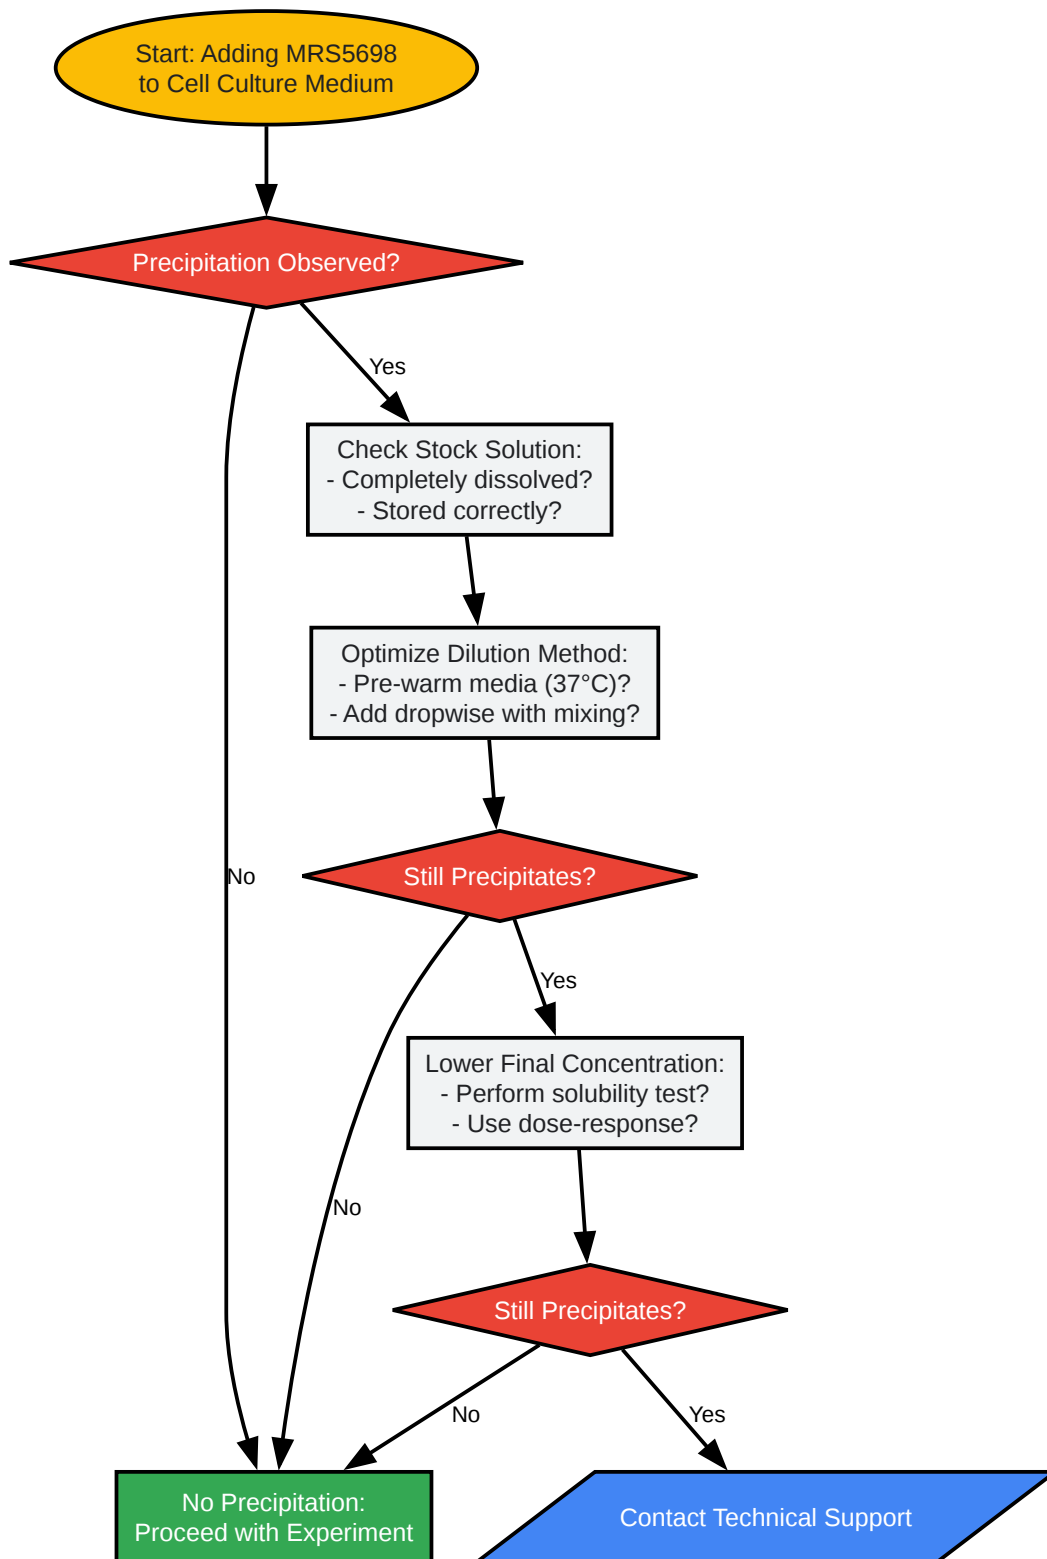 Start: Adding MRS5698
to Cell Culture Medium
Precipitation Observed?
Yes
Check Stock Solution:
- Completely dissolved?
- Stored correctly?
Optimize Dilution Method:
- Pre-warm media (37°C)?
- Add dropwise with mixing?
No
Still Precipitates?
Yes
Lower Final Concentration:
- Perform solubility test?
- Use dose-response?
No
Still Precipitates?
No
Yes
No Precipitation:
Proceed with Experiment
Contact Technical Support